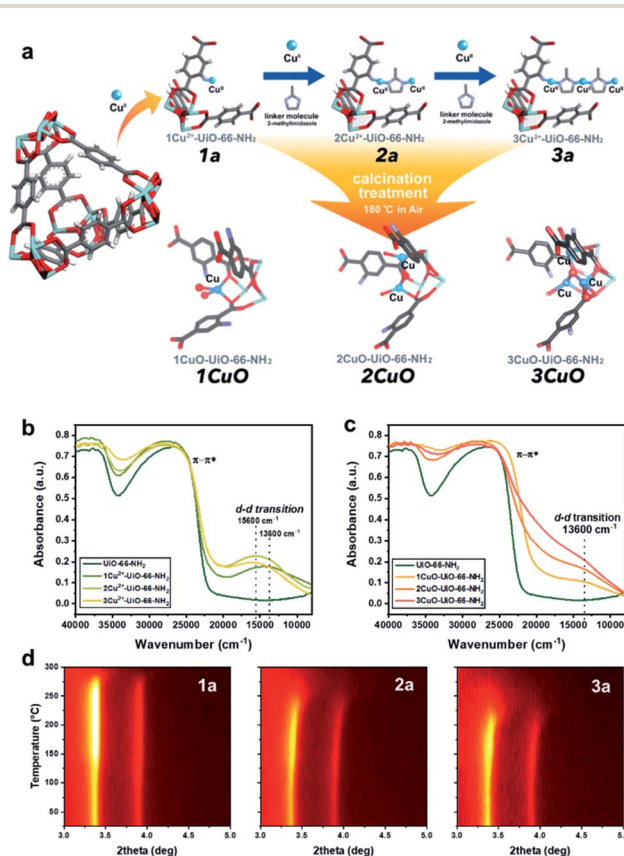 a
Cuᴵᴵ
Cuᴵᴵ
Cuᴵᴵ
Cuᴵᴵ
Cuᴵᴵ Cuᴵᴵ
Cuᴵᴵ Cuᴵᴵ Cuᴵᴵ
linker molecule
2-methylimidazole
linker molecule
2-methylimidazole
1Cu²⁺-UiO-66-NH₂
2Cu²⁺-UiO-66-NH₂
3Cu²⁺-UiO-66-NH₂
1a
2a
3a
calcination
treatment
180 °C in Air
Cu
Cu
Cu
Cu
Cu
Cu
1CuO-UiO-66-NH₂
2CuO-UiO-66-NH₂
3CuO-UiO-66-NH₂
1CuO
2CuO
3CuO
b
0.8
0.7
0.6
0.5
0.4
0.3
0.2
0.1
0.0
Absorbance (a.u.)
π–π*
d-d transition
15600 cm⁻¹
13600 cm⁻¹
UiO-66-NH₂
1Cu²⁺-UiO-66-NH₂
2Cu²⁺-UiO-66-NH₂
3Cu²⁺-UiO-66-NH₂
40000 35000 30000 25000 20000 15000 10000
Wavenumber (cm⁻¹)
c
0.8
0.7
0.6
0.5
0.4
0.3
0.2
0.1
0.0
Absorbance (a.u.)
π–π*
d-d transition
13600 cm⁻¹
UiO-66-NH₂
1CuO-UiO-66-NH₂
2CuO-UiO-66-NH₂
3CuO-UiO-66-NH₂
40000 35000 30000 25000 20000 15000 10000
Wavenumber (cm⁻¹)
d
300
250
200
150
100
50
Temperature (°C)
1a
2a
3a
3.0 3.5 4.0 4.5 5.0
3.0 3.5 4.0 4.5 5.0
3.0 3.5 4.0 4.5 5.0
2theta (deg)
2theta (deg)
2theta (deg)